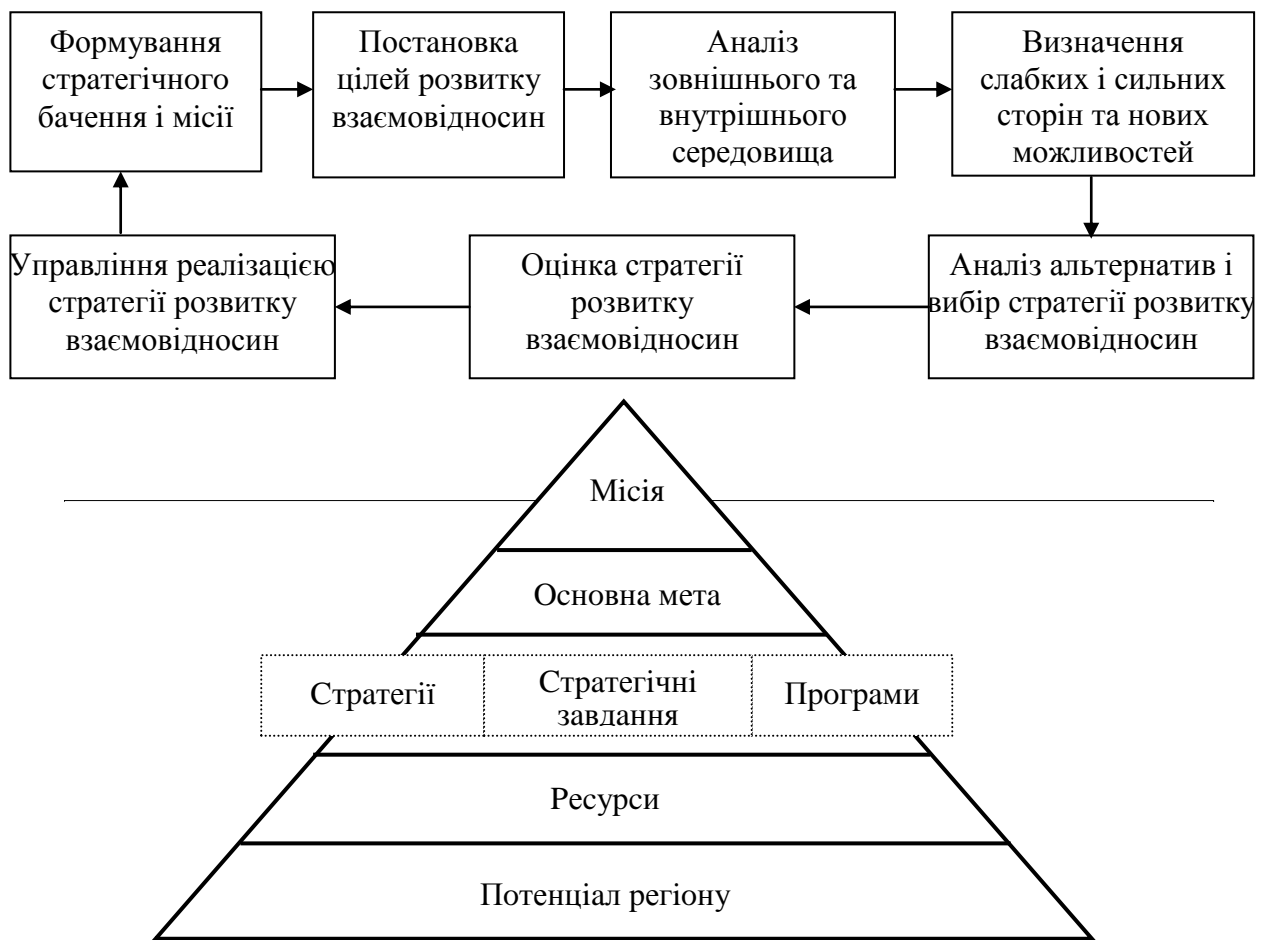 Формування
стратегічного
бачення і місії
Постановка
цілей розвитку
взаємовідносин
Аналіз
зовнішнього та
внутрішнього
середовища
Визначення
слабких і сильних
сторін та нових
можливостей
Управління реалізацією
стратегії розвитку
взаємовідносин
Оцінка стратегії
розвитку
взаємовідносин
Аналіз альтернатив і
вибір стратегії розвитку
взаємовідносин
Місія
Основна мета
Стратегії
Стратегічні
завдання
Програми
Ресурси
Потенціал регіону